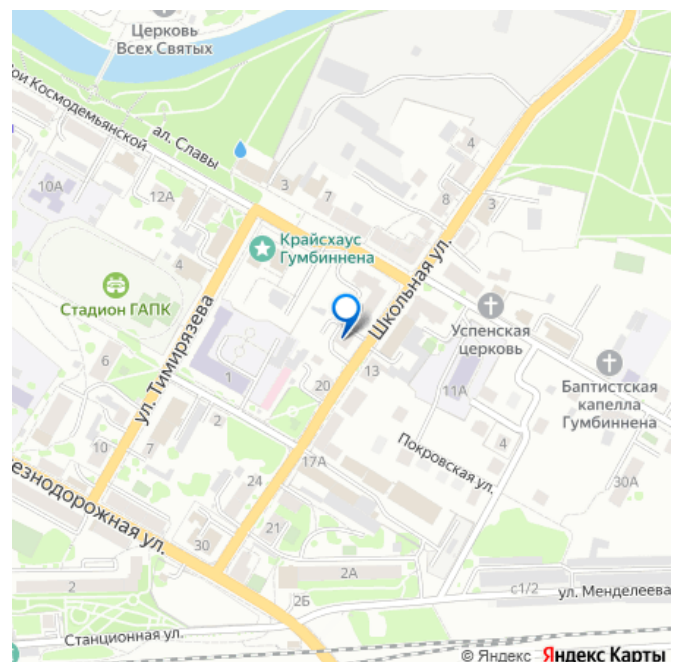 Церковь
Всех Святых
Зои Космодемьянской
ал. Славы
4
10А
12А
3
7
8
3
Крайсхаус
Гумбиннена
4
Стадион ГАПК
ул. Тимирязева
Школьная ул.
Успенская
церковь
Баптистская
капелла
Гумбиннена
6
1
20
13
11А
2
Покровская ул.
4
10
7
17А
24
30А
езнодорожная ул.
21
30
2А
2
2Б
с1/2
ул. Менделеева
Станционная ул.
© Яндекс Яндекс Карты